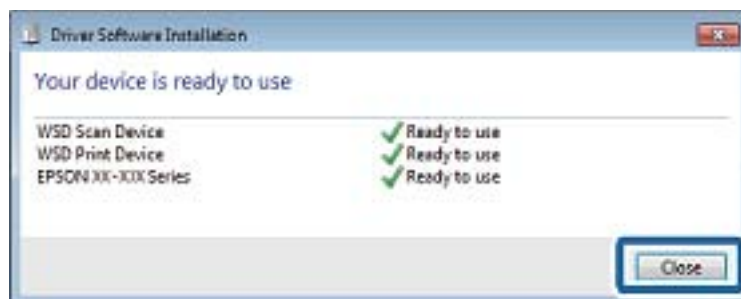 Driver Software Installation
Your device is ready to use
WSD Scan Device Ready to use
WSD Print Device Ready to use
EPSON XX-XXX Series Ready to use
Close